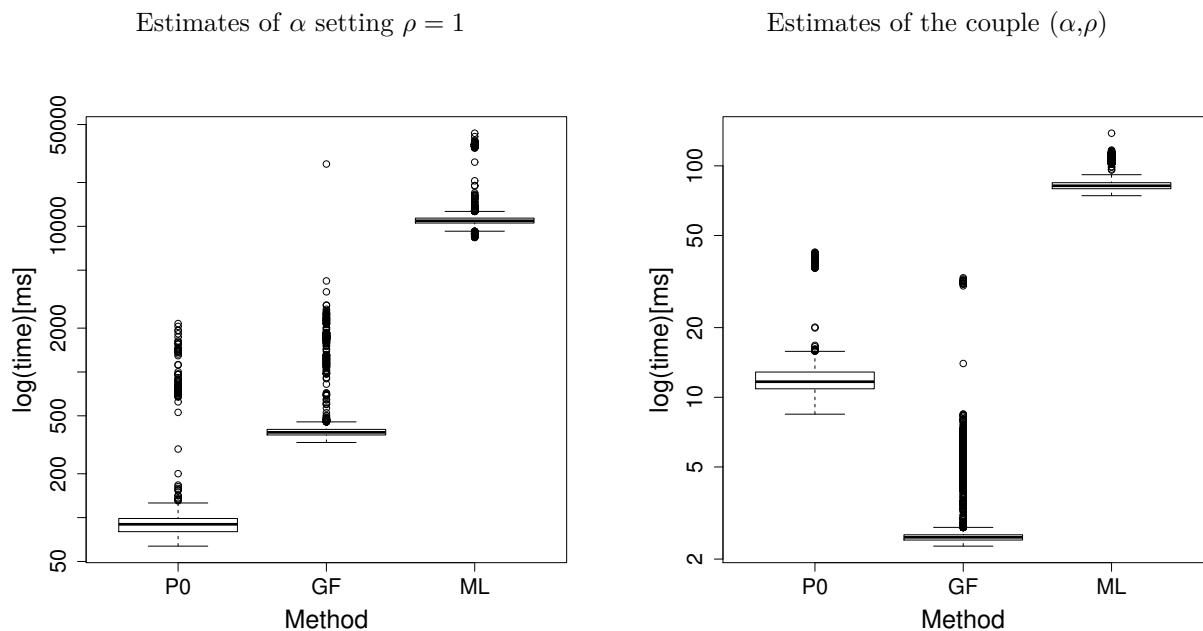 Estimates of α setting ρ = 1
Estimates of the couple (α,ρ)
log(time)[ms]
50000
10000
2000
500
200
50
P0 GF ML
Method
log(time)[ms]
100
50
20
10
5
2
P0 GF ML
Method